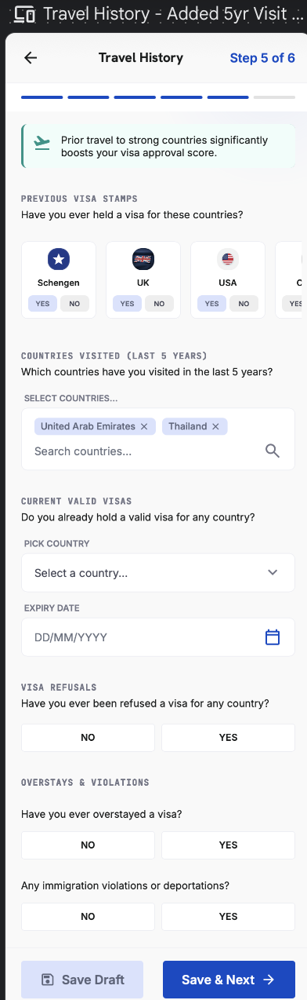 Travel History - Added 5yr Visit ...
Travel History
Step 5 of 6
Prior travel to strong countries significantly
boosts your visa approval score.
PREVIOUS VISA STAMPS
Have you ever held a visa for these countries?
Schengen
UK
USA
C
YES NO
YES NO
YES NO
YES
COUNTRIES VISITED (LAST 5 YEARS)
Which countries have you visited in the last 5 years?
SELECT COUNTRIES...
United Arab Emirates × Thailand ×
Search countries...
CURRENT VALID VISAS
Do you already hold a valid visa for any country?
PICK COUNTRY
Select a country...
EXPIRY DATE
DD/MM/YYYY
VISA REFUSALS
Have you ever been refused a visa for any country?
NO YES
OVERSTAYS & VIOLATIONS
Have you ever overstayed a visa?
NO YES
Any immigration violations or deportations?
NO YES
Save Draft
Save & Next →